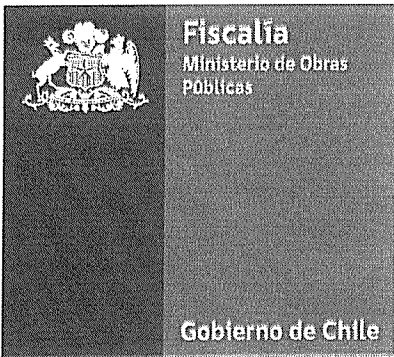 Fiscalía
Ministerio de Obras
Públicas
Gobierno de Chile